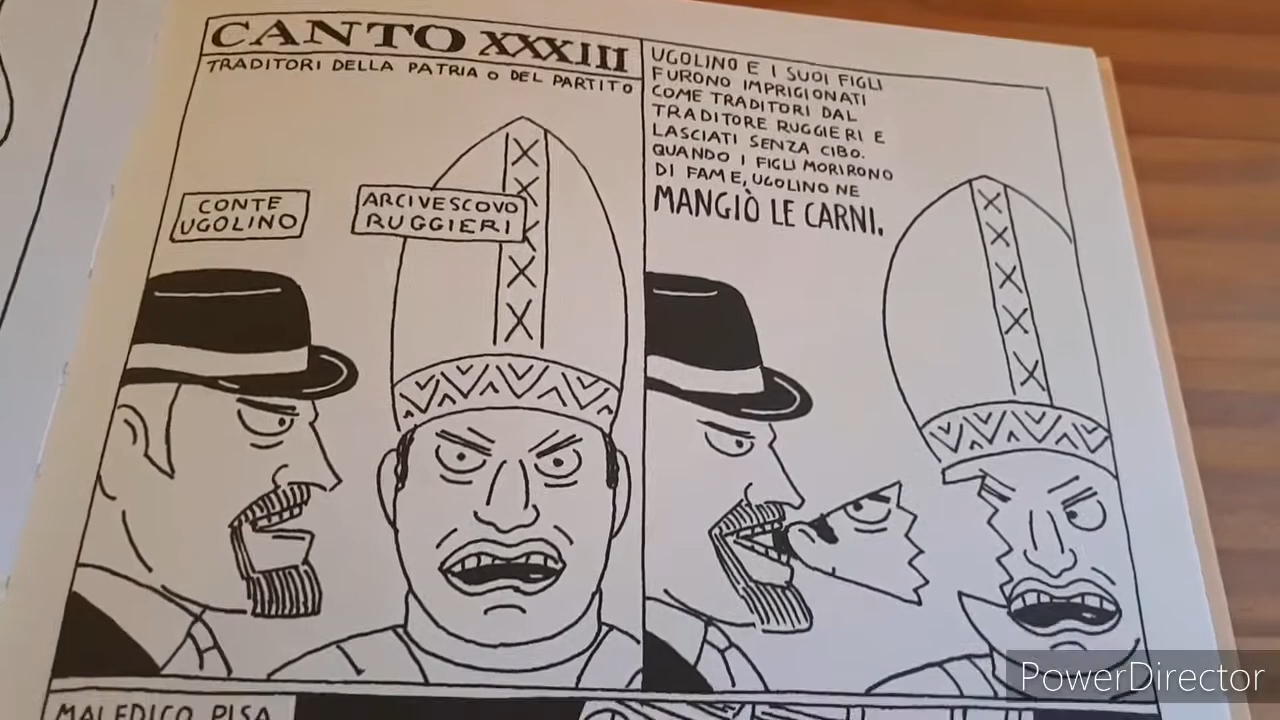 CANTO XXXIII
TRADITORI DELLA PATRIA O DEL PARTITO
CONTE
UGOLINO
ARCIVESCOVO
RUGGIERI
UGOLINO E I SUOI FIGLI
FURONO IMPRIGIONATI
COME TRADITORI DAL
TRADITORE RUGGIERI E
LASCIATI SENZA CIBO.
QUANDO I FIGLI MORIRONO
DI FAME, UGOLINO NE
MANGIÒ LE CARNI.
MALEDICO PISA
PowerDirector